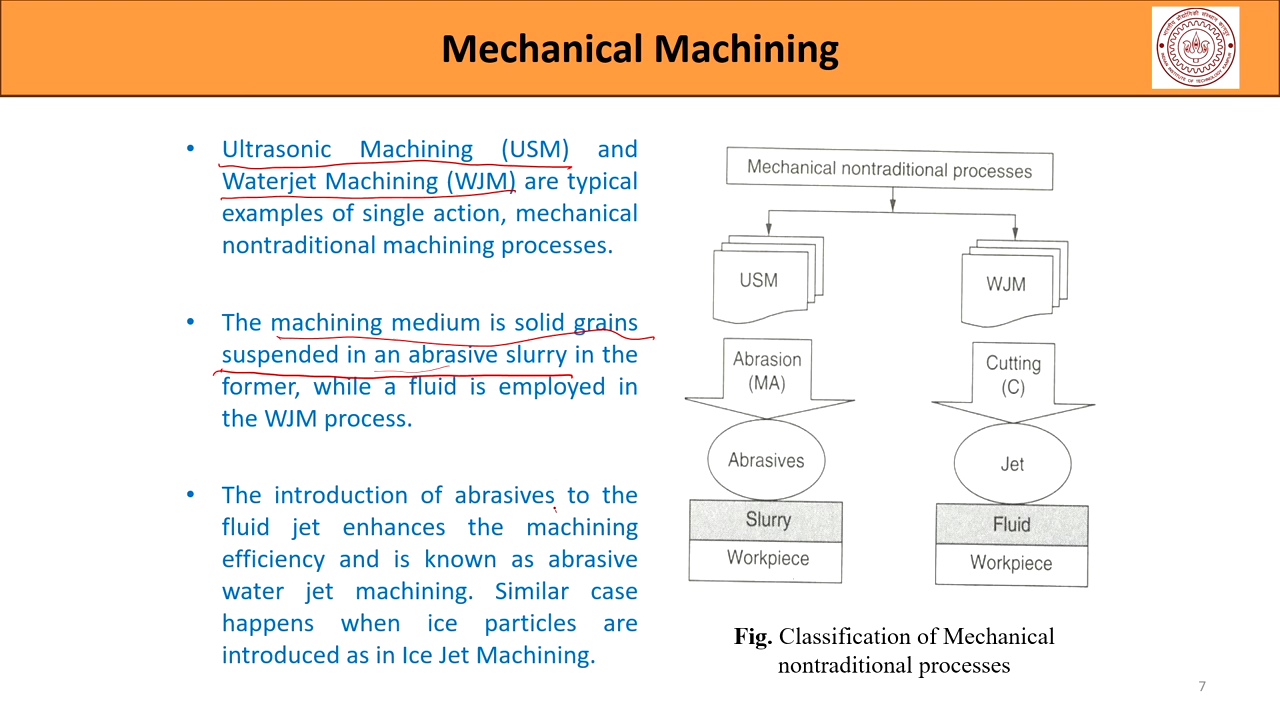 Mechanical Machining
• Ultrasonic Machining (USM) and
Waterjet Machining (WJM) are typical
examples of single action, mechanical
nontraditional machining processes.
• The machining medium is solid grains
suspended in an abrasive slurry in the
former, while a fluid is employed in
the WJM process.
• The introduction of abrasives to the
fluid jet enhances the machining
efficiency and is known as abrasive
water jet machining. Similar case
happens when ice particles are
introduced as in Ice Jet Machining.
Mechanical nontraditional processes
USM
WJM
Abrasion
(MA)
Cutting
(C)
Abrasives
Jet
Slurry
Fluid
Workpiece
Workpiece
Fig. Classification of Mechanical
nontraditional processes
7